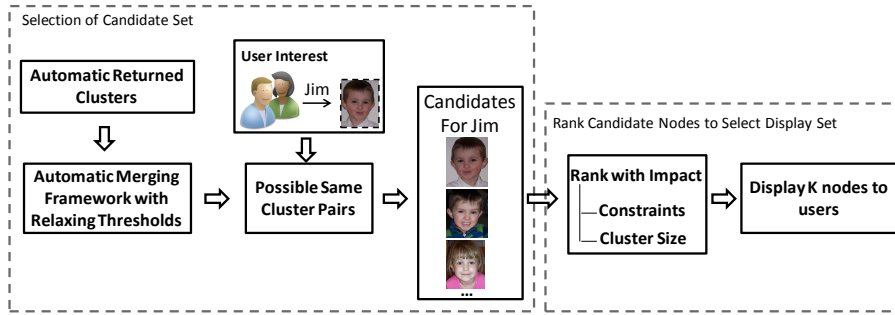 Selection of Candidate Set
Automatic Returned
Clusters
User Interest
Jim
Automatic Merging
Framework with
Relaxing Thresholds
Possible Same
Cluster Pairs
Candidates
For Jim
...
Rank Candidate Nodes to Select Display Set
Rank with Impact
Constraints
Cluster Size
Display K nodes to
users